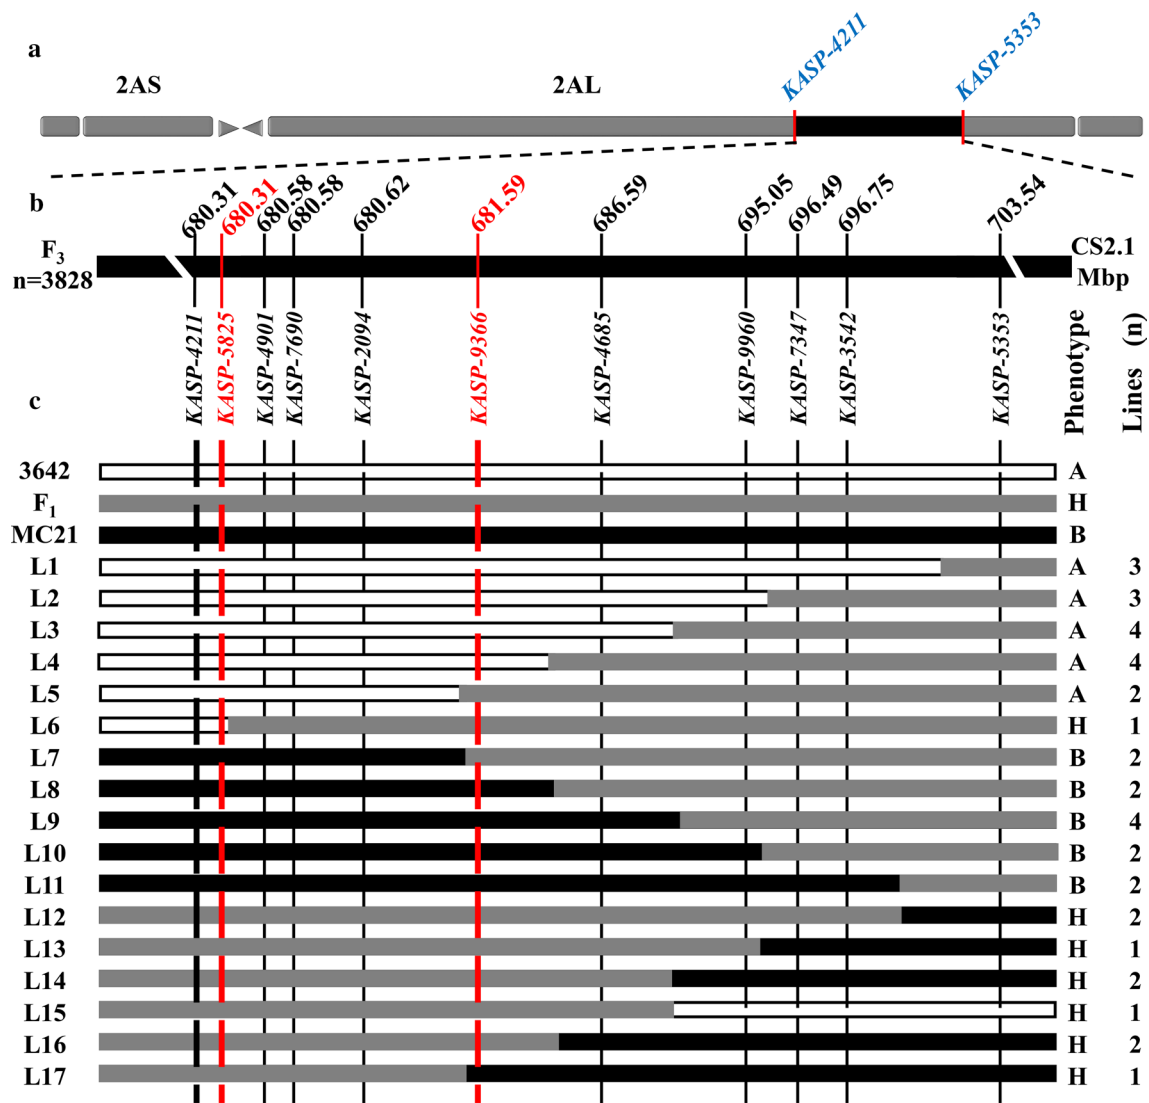 a
2AS
2AL
KASP-4211
KASP-5353
b
680.31
680.31
680.58
680.58
680.62
681.59
686.59
695.05
696.49
696.75
703.54
F3
n=3828
CS2.1
Mbp
c
KASP-4211
KASP-5825
KASP-4901
KASP-7690
KASP-2094
KASP-9366
KASP-4685
KASP-9960
KASP-7347
KASP-3542
KASP-5353
Phenotype
Lines (n)
3642 A
F1 H
MC21 B
L1 A 3
L2 A 3
L3 A 4
L4 A 4
L5 A 2
L6 H 1
L7 B 2
L8 B 2
L9 B 4
L10 B 2
L11 B 2
L12 H 2
L13 H 1
L14 H 2
L15 H 1
L16 H 2
L17 H 1